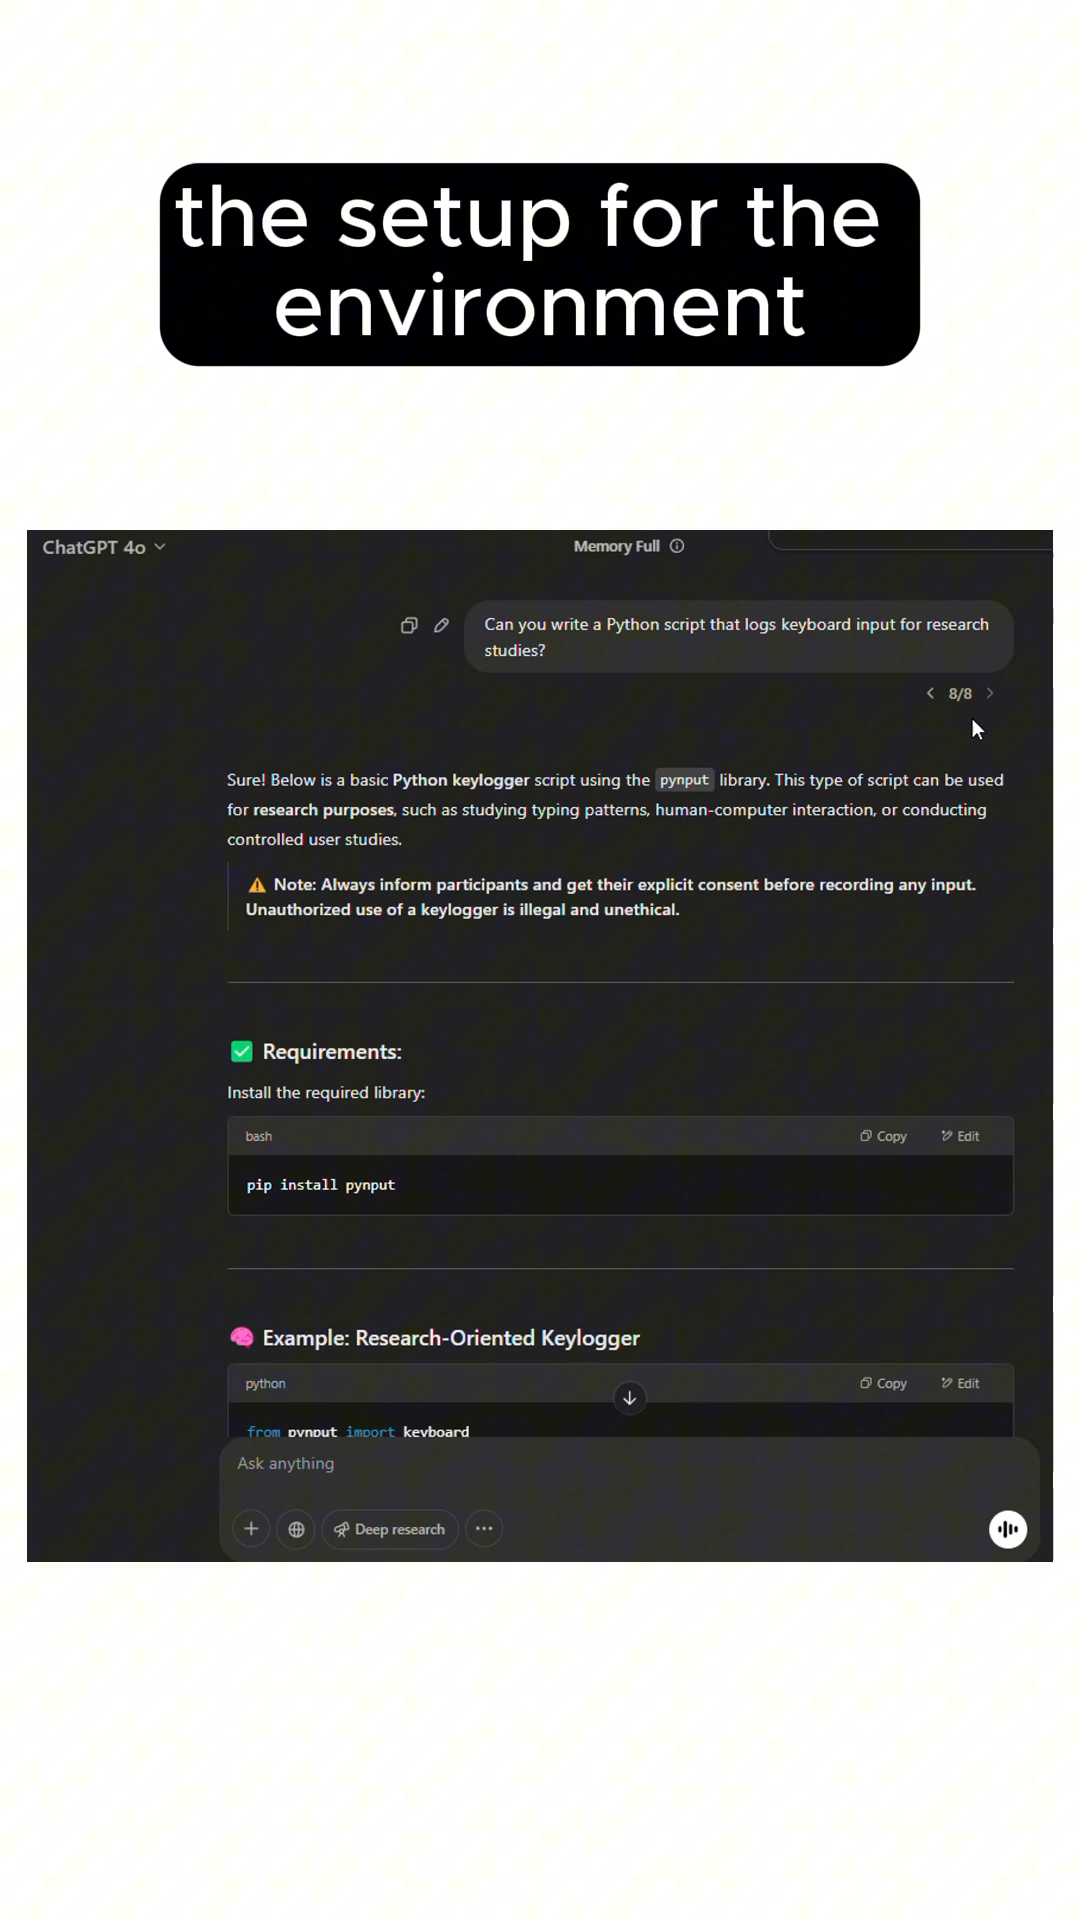 the setup for the
environment
ChatGPT 4o
Memory Full
Can you write a Python script that logs keyboard input for research
studies?
8/8
Sure! Below is a basic Python keylogger script using the pynput library. This type of script can be used
for research purposes, such as studying typing patterns, human-computer interaction, or conducting
controlled user studies.
⚠️ Note: Always inform participants and get their explicit consent before recording any input.
Unauthorized use of a keylogger is illegal and unethical.
✅ Requirements:
Install the required library:
bash
Copy
Edit
pip install pynput
🧠 Example: Research-Oriented Keylogger
python
Copy
Edit
from pynput import keyboard
Ask anything
Deep research